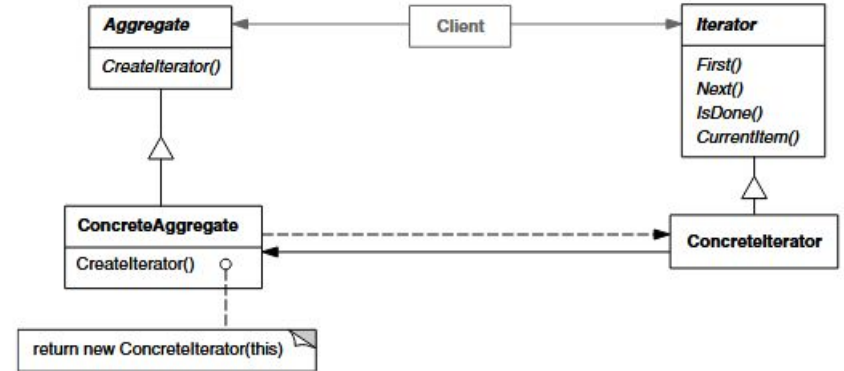 Aggregate
CreateIterator()
Client
Iterator
First()
Next()
IsDone()
CurrentItem()
ConcreteAggregate
CreateIterator()
ConcreteIterator
return new ConcreteIterator(this)